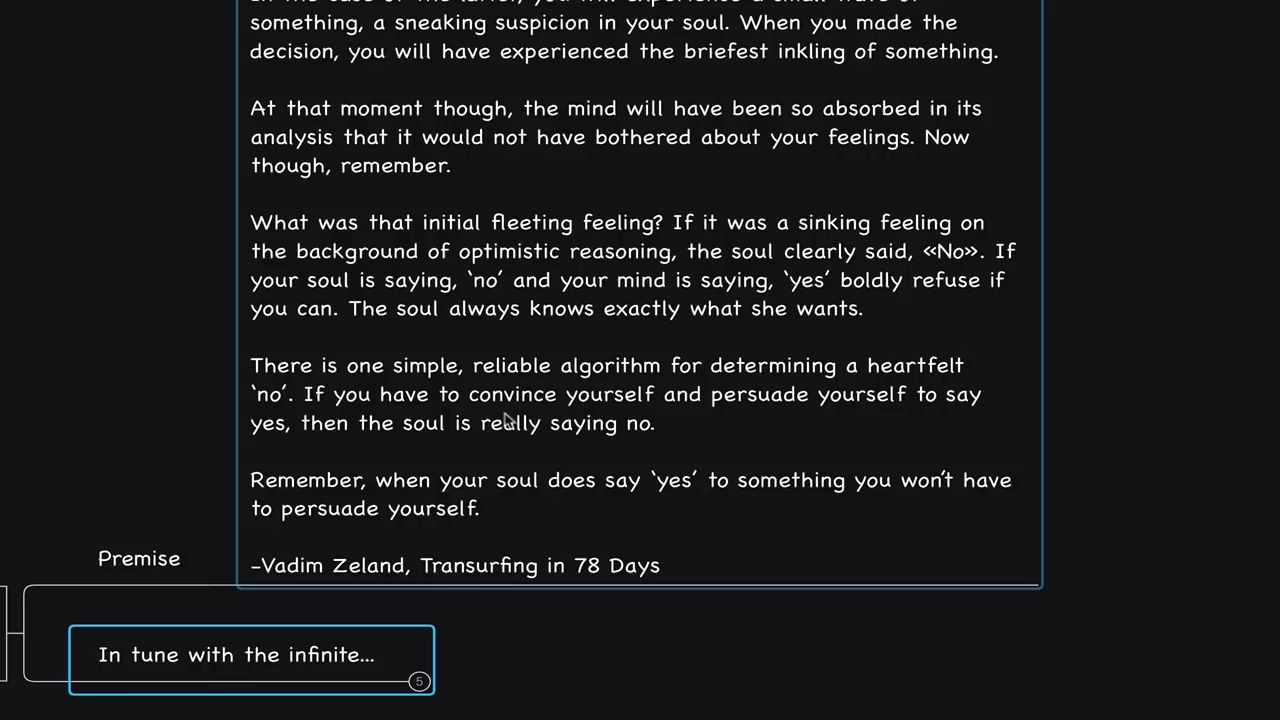 something, a sneaking suspicion in your soul. When you made the
decision, you will have experienced the briefest inkling of something.
At that moment though, the mind will have been so absorbed in its
analysis that it would not have bothered about your feelings. Now
though, remember.
What was that initial fleeting feeling? If it was a sinking feeling on
the background of optimistic reasoning, the soul clearly said, «No». If
your soul is saying, ‘no’ and your mind is saying, ‘yes’ boldly refuse if
you can. The soul always knows exactly what she wants.
There is one simple, reliable algorithm for determining a heartfelt
‘no’. If you have to convince yourself and persuade yourself to say
yes, then the soul is really saying no.
Remember, when your soul does say ‘yes’ to something you won’t have
to persuade yourself.
–Vadim Zeland, Transurfing in 78 Days
Premise
In tune with the infinite...
5